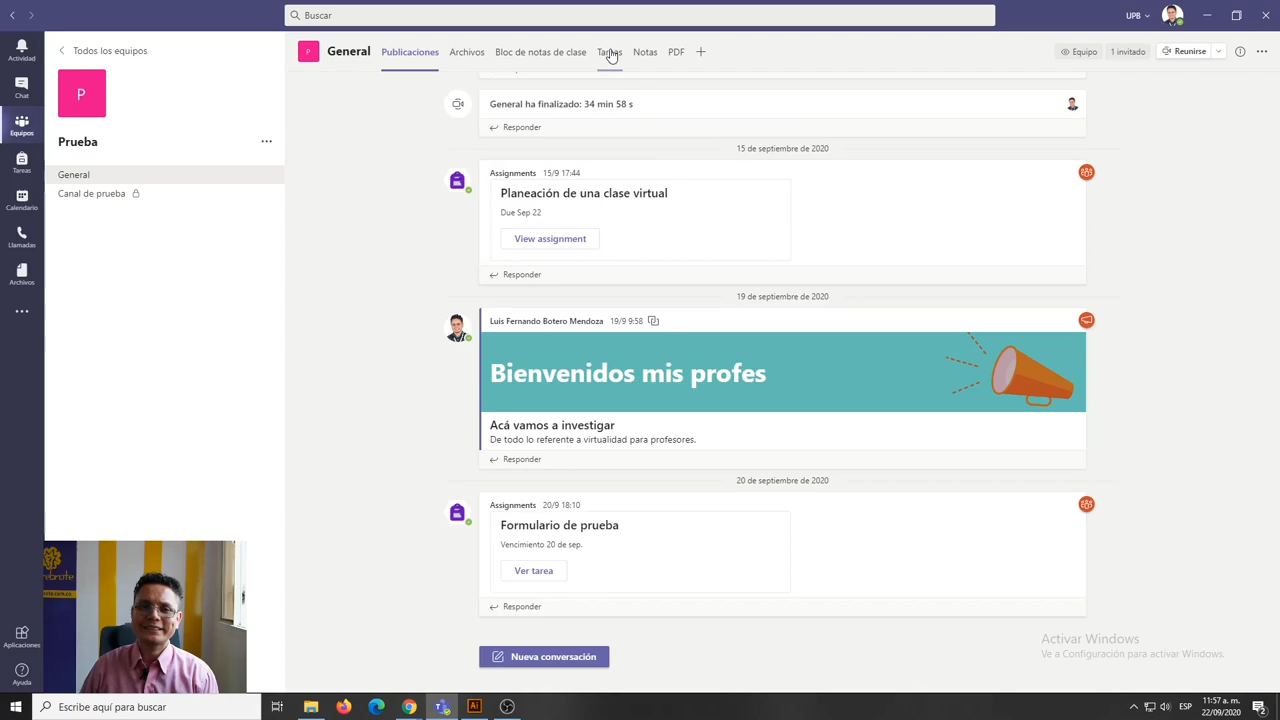 Buscar
UPB
Actividad
Chat
Equipos
Tareas
Calendario
Llamadas
Archivos
Aplicaciones
Ayuda
Todos los equipos
P
Prueba
General
Canal de prueba
P
General
Publicaciones
Archivos
Bloc de notas de clase
Tareas
Notas
PDF
Equipo
1 invitado
Reunirse
General ha finalizado: 34 min 58 s
Responder
15 de septiembre de 2020
Assignments 15/9 17:44
Planeación de una clase virtual
Due Sep 22
View assignment
Responder
19 de septiembre de 2020
Luis Fernando Botero Mendoza 19/9 9:58
Bienvenidos mis profes
Acá vamos a investigar
De todo lo referente a virtualidad para profesores.
Responder
20 de septiembre de 2020
Assignments 20/9 18:10
Formulario de prueba
Vencimiento 20 de sep.
Ver tarea
Responder
Nueva conversación
Activar Windows
Ve a Configuración para activar Windows.
Escribe aquí para buscar
Ai
ESP
11:57 a.m.
22/09/2020
2